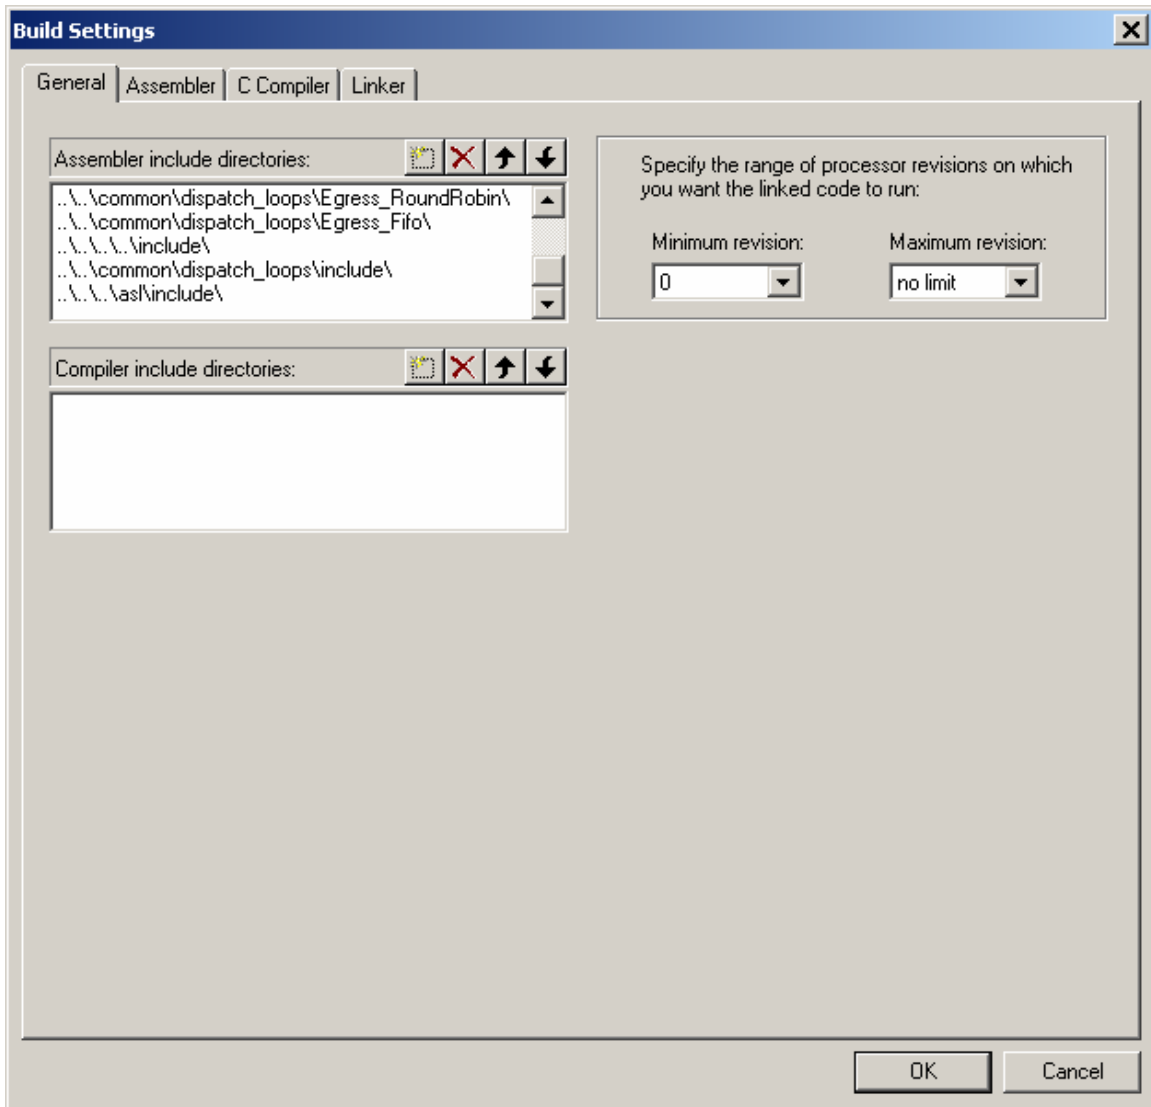 Build Settings
General Assembler C Compiler Linker
Assembler include directories:
..\..\common\dispatch_loops\Egress_RoundRobin\
..\..\common\dispatch_loops\Egress_Fifo\
..\..\..\..\include\
..\..\common\dispatch_loops\include\
..\..\..\asl\include\
Specify the range of processor revisions on which
you want the linked code to run:
Minimum revision: Maximum revision:
0 no limit
Compiler include directories:
OK Cancel